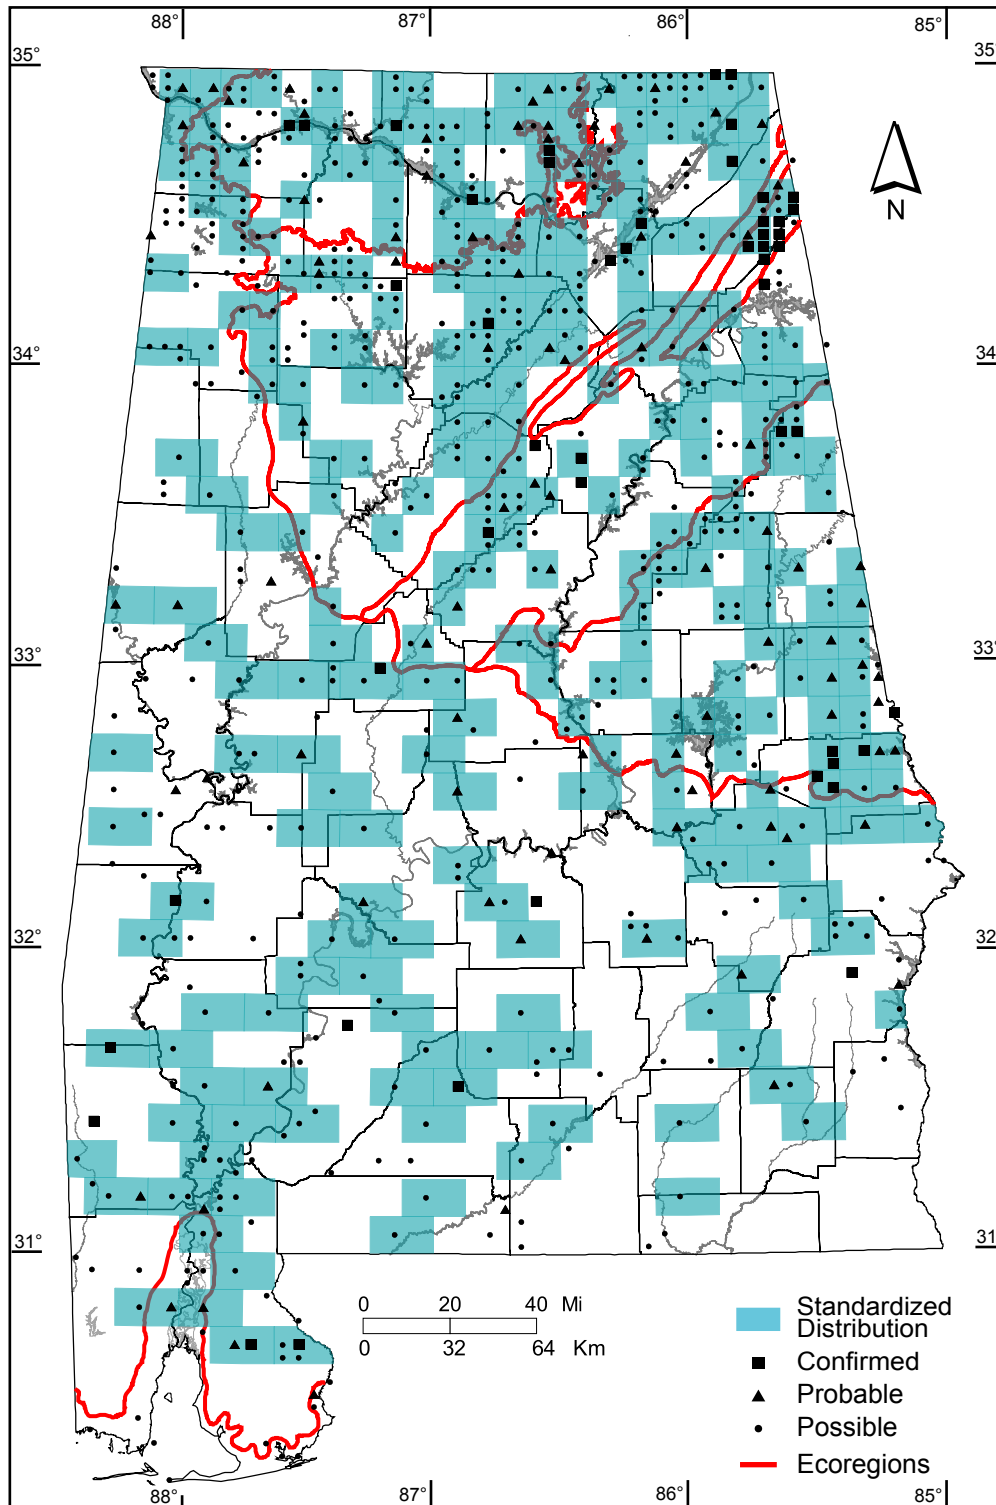 88° 87° 86° 85°
35° 35°
N
34° 34
33° 33°
32° 32
31° 31
0 20 40 Mi
0 32 64 Km
Standardized
Distribution
Confirmed
Probable
Possible
Ecoregions
88° 87° 86° 85°